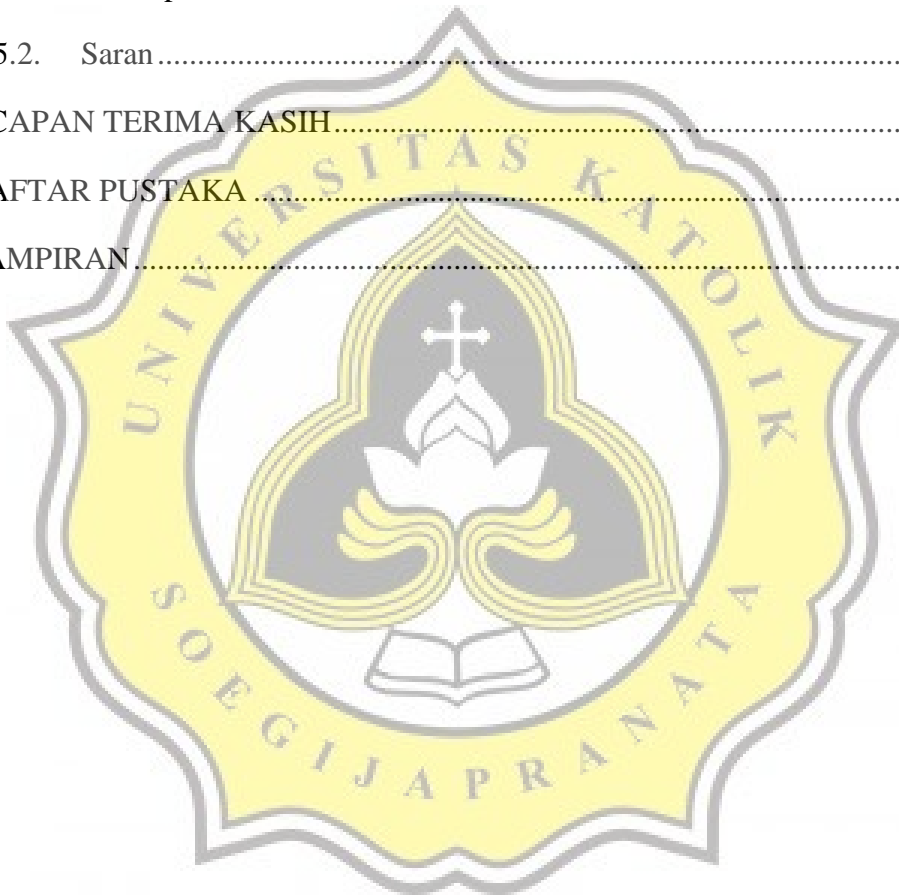 5.2. Saran
CAPAN TERIMA KASIH
AFTAR PUSTAKA
AMPIRAN
UNIVERSITAS KATOLIK
SOEGIJAPRANATA